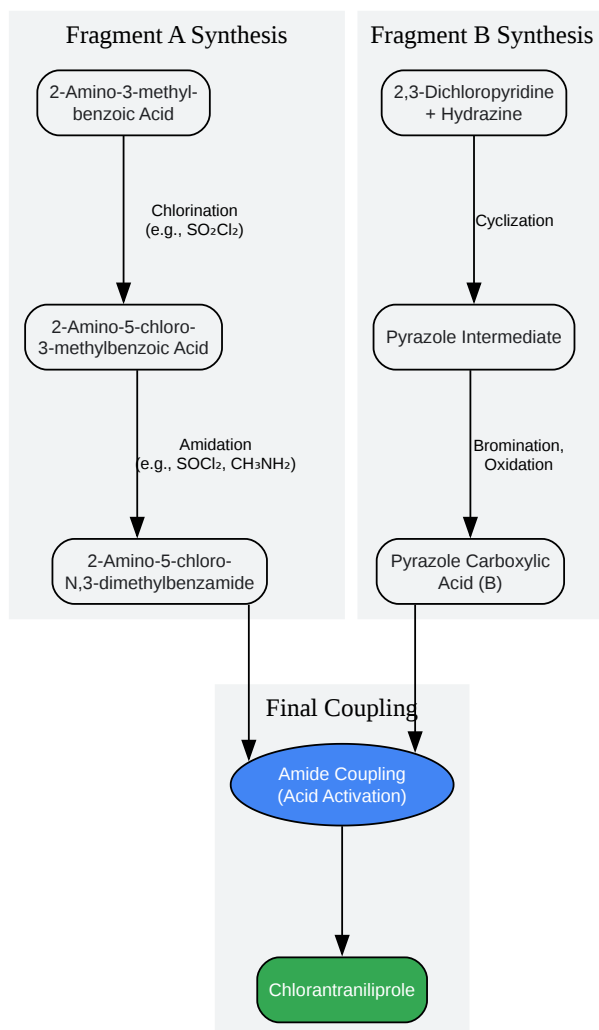 Fragment A Synthesis
2-Amino-3-methyl-
benzoic Acid
Chlorination
(e.g., SO₂Cl₂)
2-Amino-5-chloro-
3-methylbenzoic Acid
Amidation
(e.g., SOCl₂, CH₃NH₂)
2-Amino-5-chloro-
N,3-dimethylbenzamide
Fragment B Synthesis
2,3-Dichloropyridine
+ Hydrazine
Cyclization
Pyrazole Intermediate
Bromination,
Oxidation
Pyrazole Carboxylic
Acid (B)
Final Coupling
Amide Coupling
(Acid Activation)
Chlorantraniliprole